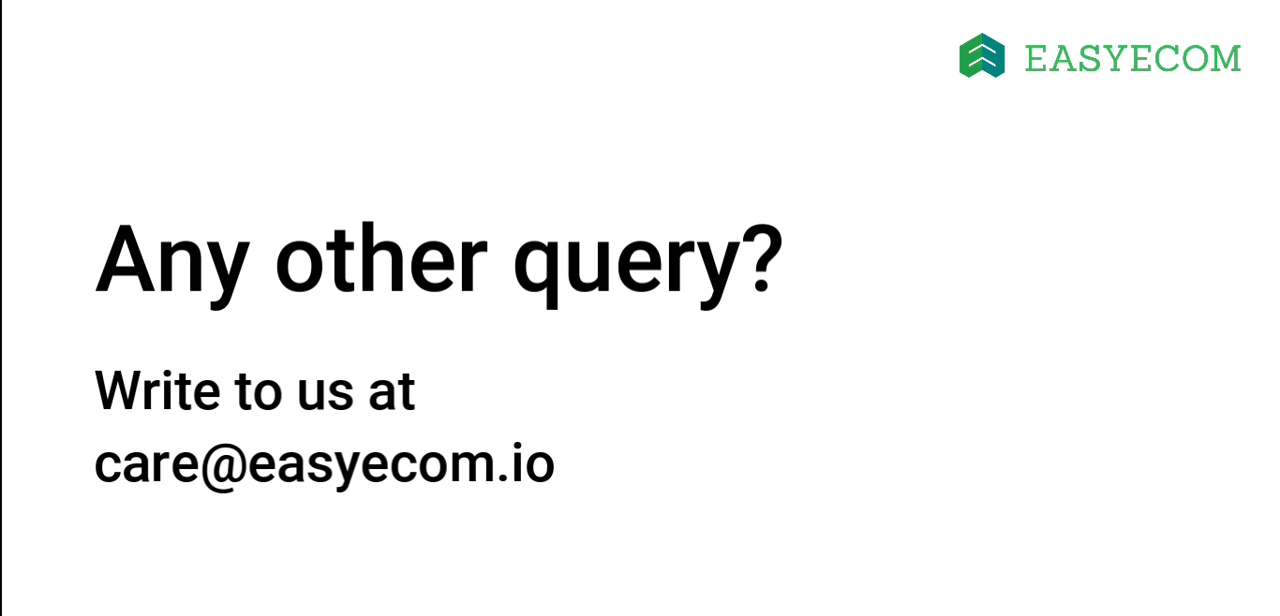 EASYECOM
Any other query?
Write to us at
care@easyecom.io